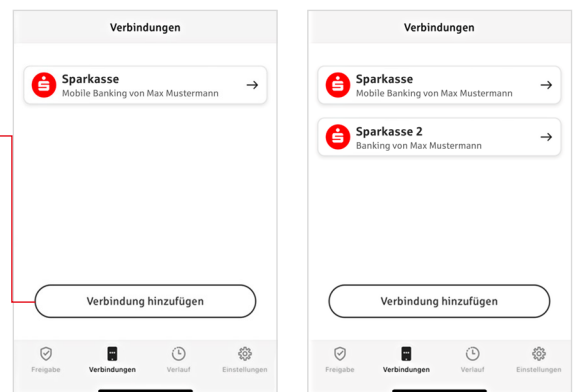 Verbindungen
Sparkasse
Mobile Banking von Max Mustermann
Verbindung hinzufügen
Freigabe Verbindungen Verlauf Einstellungen
Verbindungen
Sparkasse
Mobile Banking von Max Mustermann
Sparkasse 2
Banking von Max Mustermann
Verbindung hinzufügen
Freigabe Verbindungen Verlauf Einstellungen